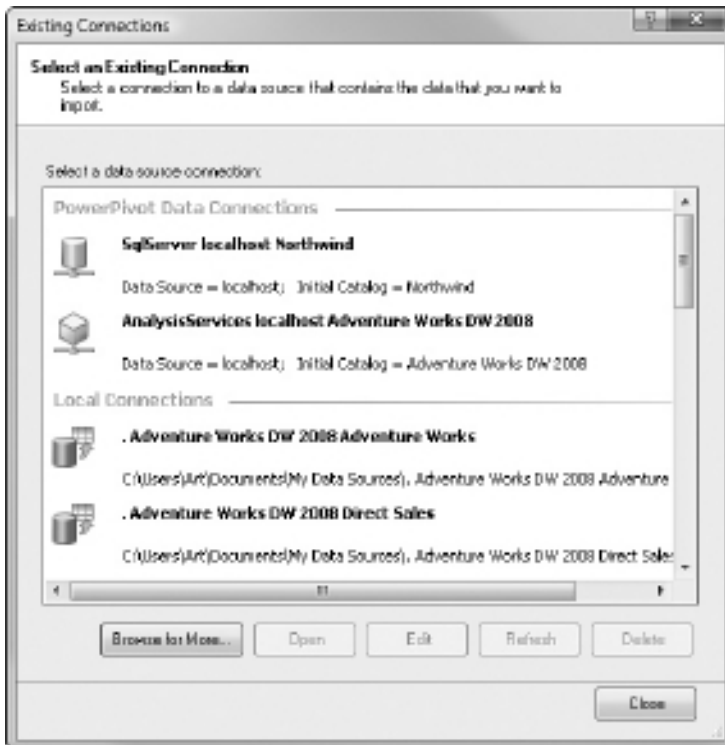 Existing Connections
Select an Existing Connection
Select a connection to a data source that contains the data that you want to
import.
Select a data source connection:
PowerPivot Data Connections
SqlServer localhost Northwind
Data Source = localhost; Initial Catalog = Northwind
AnalysisServices localhost Adventure Works DW 2008
Data Source = localhost; Initial Catalog = Adventure Works DW 2008
Local Connections
. Adventure Works DW 2008 Adventure Works
C:\Users\Art\Documents\My Data Sources\. Adventure Works DW 2008 Adventure
. Adventure Works DW 2008 Direct Sales
C:\Users\Art\Documents\My Data Sources\. Adventure Works DW 2008 Direct Sales
Browse for More... Open Edit Refresh Delete
Close